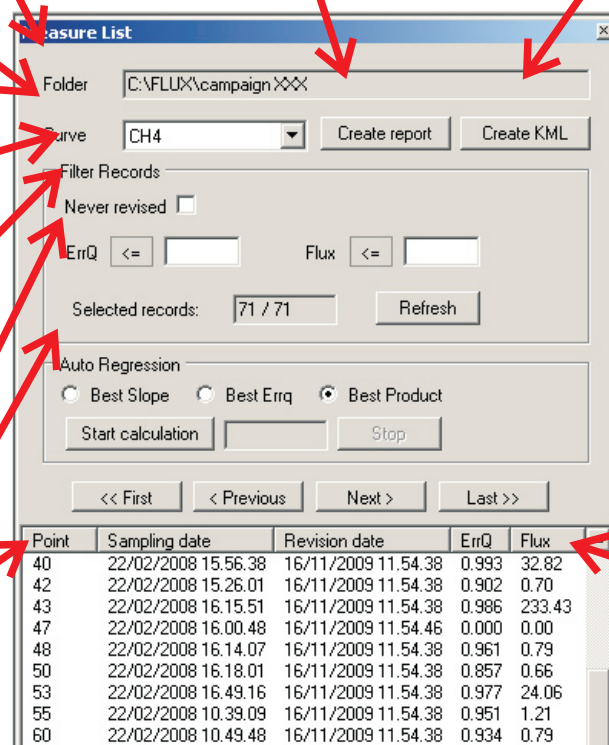 Measure List
Folder C:\FLUX\campaign XXX
Curve CH4 Create report Create KML
Filter Records
Never revised
ErrQ <= Flux <=
Selected records: 71 / 71 Refresh
Auto Regression
Best Slope Best Errq Best Product
Start calculation Stop
<< First < Previous Next > Last >>
Point Sampling date Revision date ErrQ Flux
40 22/02/2008 15.56.38 16/11/2009 11.54.38 0.993 32.82
42 22/02/2008 15.26.01 16/11/2009 11.54.38 0.902 0.70
43 22/02/2008 16.15.51 16/11/2009 11.54.38 0.986 233.43
47 22/02/2008 16.00.48 16/11/2009 11.54.46 0.000 0.00
48 22/02/2008 16.14.07 16/11/2009 11.54.38 0.961 0.79
50 22/02/2008 16.18.01 16/11/2009 11.54.38 0.857 0.66
53 22/02/2008 16.49.16 16/11/2009 11.54.38 0.977 24.06
55 22/02/2008 10.39.09 16/11/2009 11.54.38 0.951 1.21
60 22/02/2008 10.49.48 16/11/2009 11.54.38 0.934 0.79